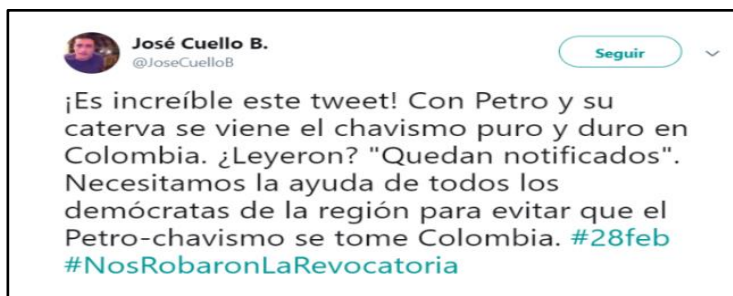 José Cuello B.
@JoseCuelloB
Seguir
¡Es increíble este tweet! Con Petro y su
caterva se viene el chavismo puro y duro en
Colombia. ¿Leyeron? "Quedan notificados".
Necesitamos la ayuda de todos los
demócratas de la región para evitar que el
Petro-chavismo se tome Colombia. #28feb
#NosRobaronLaRevocatoria